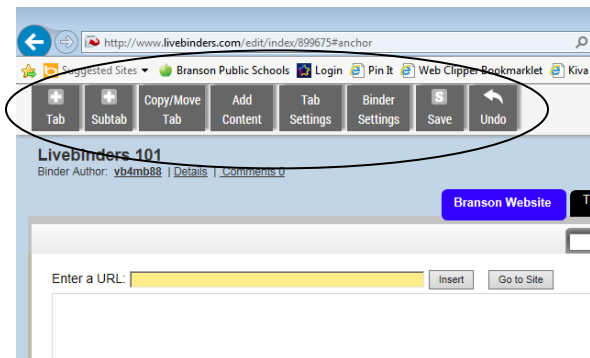 http://www.livebinders.com/edit/index/899675#anchor
Suggested Sites Branson Public Schools Login Pin It Web Clipper Bookmarklet Kiva
Tab Subtab Copy/Move Tab Add Content Tab Settings Binder Settings S Save Undo
Livebinders 101
Binder Author: vb4mb88 | Details | Comments 0
Branson Website T
Enter a URL: Insert Go to Site